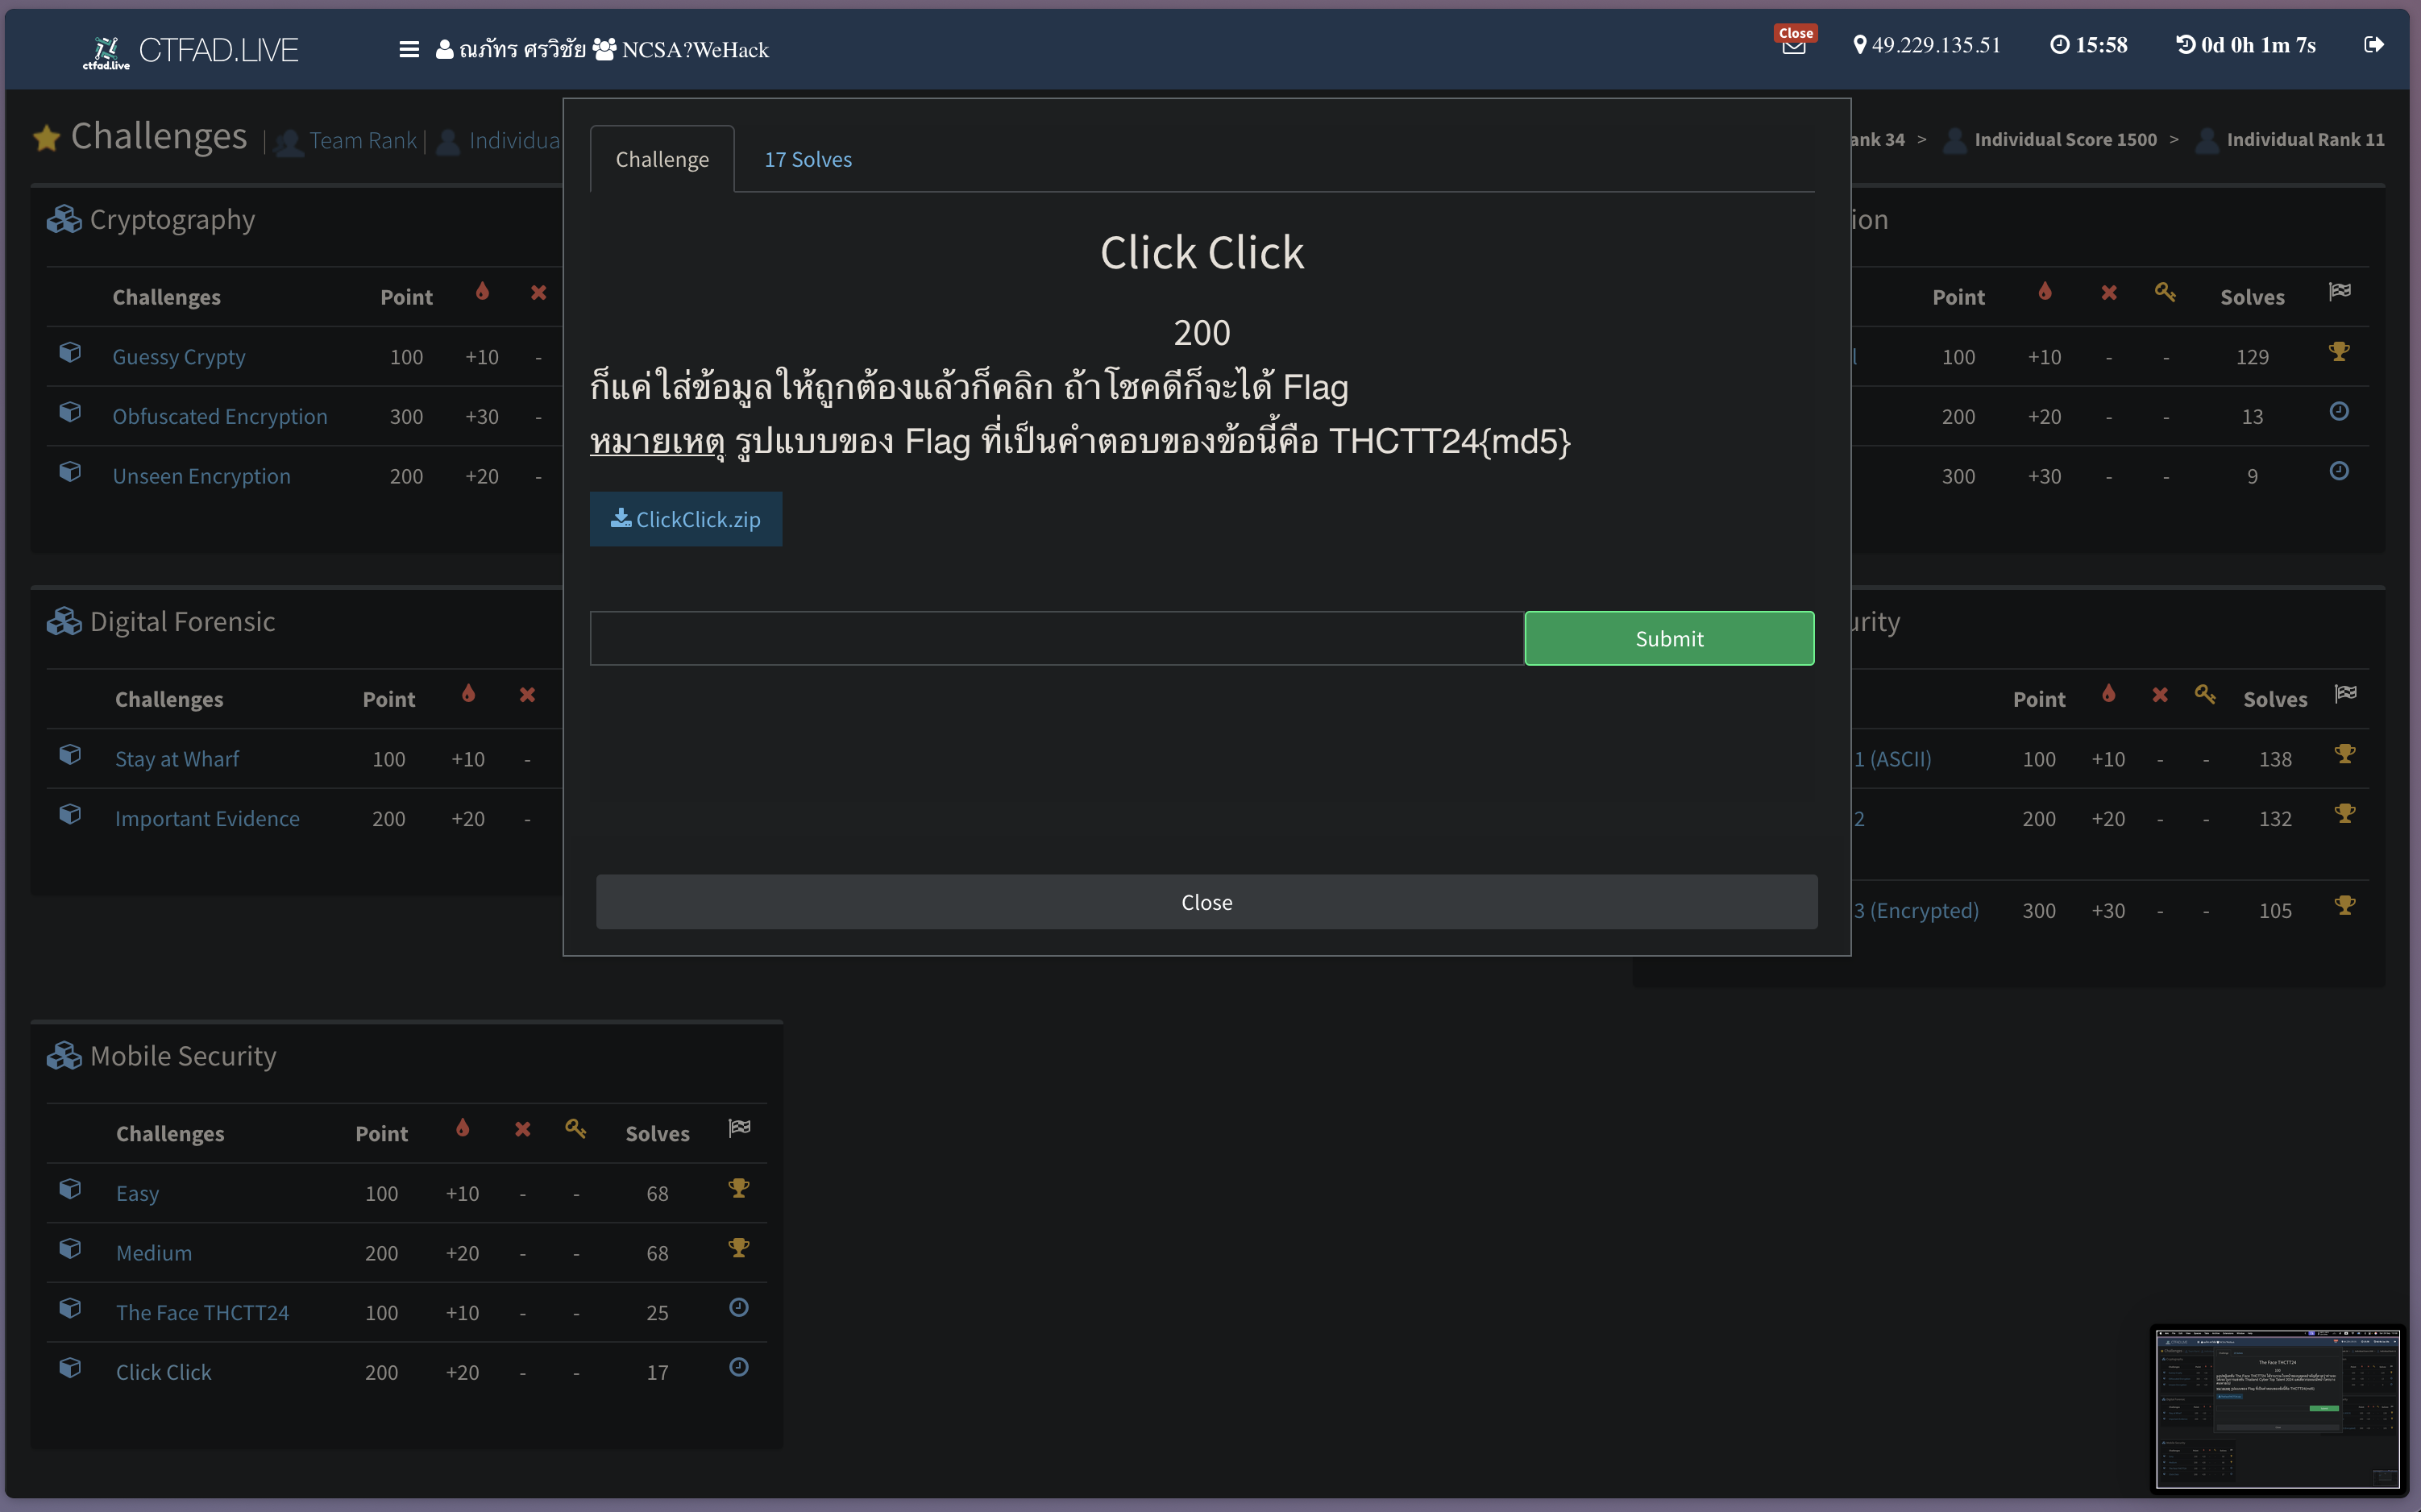 ctfad.live CTFAD.LIVE
ณภัทร ศรวิชัย NCSA?WeHack
Close
49.229.135.51
15:58
0d 0h 1m 7s
Challenges | Team Rank | Individua
ank 34 > Individual Score 1500 > Individual Rank 11
Challenge
17 Solves
Click Click
200
ก็แค่ใส่ข้อมูลให้ถูกต้องแล้วก็คลิก ถ้าโชคดีก็จะได้ Flag
หมายเหตุ รูปแบบของ Flag ที่เป็นคำตอบของข้อนี้คือ THCTT24{md5}
ClickClick.zip
Submit
Close
Cryptography
Challenges Point
Guessy Crypty 100 +10 -
Obfuscated Encryption 300 +30 -
Unseen Encryption 200 +20 -
ion
Point Solves
l 100 +10 - - 129
200 +20 - - 13
300 +30 - - 9
Digital Forensic
Challenges Point
Stay at Wharf 100 +10 -
Important Evidence 200 +20 -
urity
Point Solves
1 (ASCII) 100 +10 - - 138
2 200 +20 - - 132
3 (Encrypted) 300 +30 - - 105
Mobile Security
Challenges Point Solves
Easy 100 +10 - - 68
Medium 200 +20 - - 68
The Face THCTT24 100 +10 - - 25
Click Click 200 +20 - - 17
The Face THCTT24